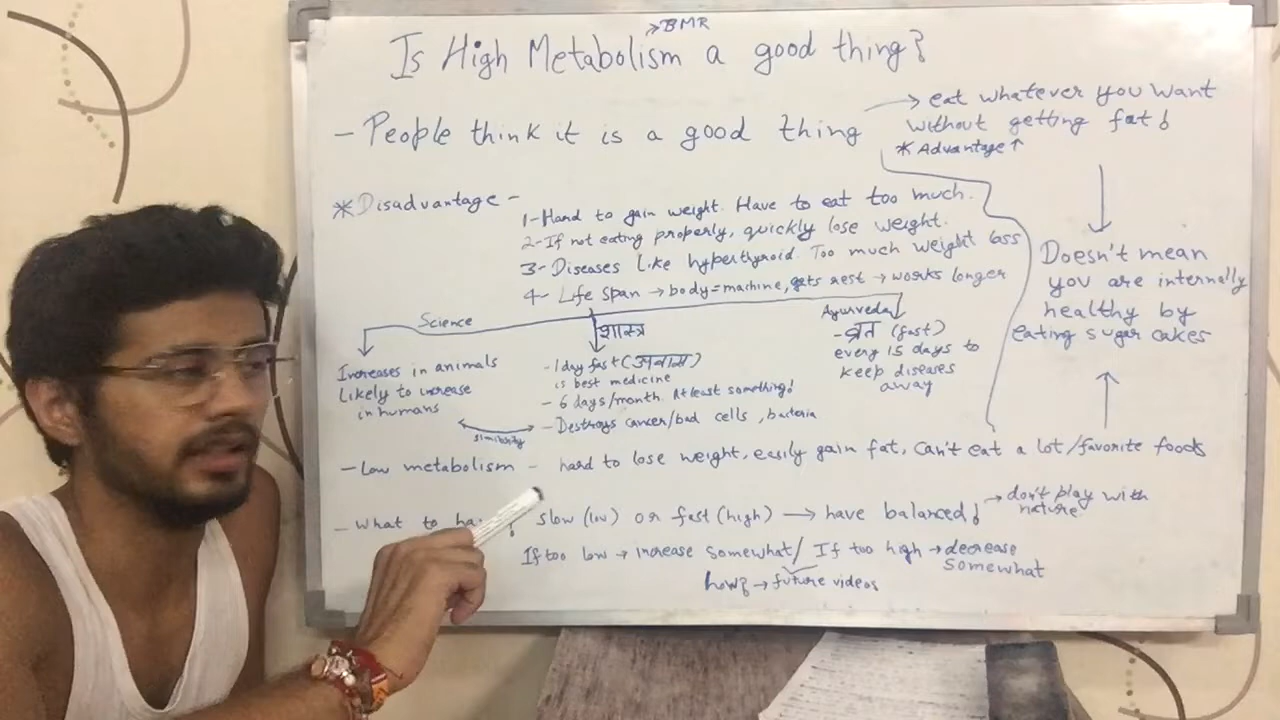 > BMR
Is High Metabolism a good thing?
- People think it is a good thing
→ eat whatever you want
without getting fat!
* Advantage ↑
* Disadvantage -
1- Hard to gain weight. Have to eat too much.
2- If not eating properly, quickly lose weight.
3- Diseases like hyperthyroid. Too much weight loss
4- Life span → body=machine, gets rest → works longer
Doesn't mean
you are internally
healthy by
eating sugar cakes
Science
Increases in animals
Likely to increase
in humans
शास्त्र
- 1 day fast (उपवास)
is best medicine
- 6 days/month. At least something!
- Destroys cancer/bad cells, bacteria
similarity
Ayurveda
- व्रत (fast)
every 15 days to
keep diseases
away
- Low metabolism - hard to lose weight, easily gain fat, can't eat a lot/favorite foods
- What to slow (low) or fast (high) → have balanced!
→ don't play with
nature
If too low → increase somewhat/ If too high → decrease
somewhat
how? → future videos